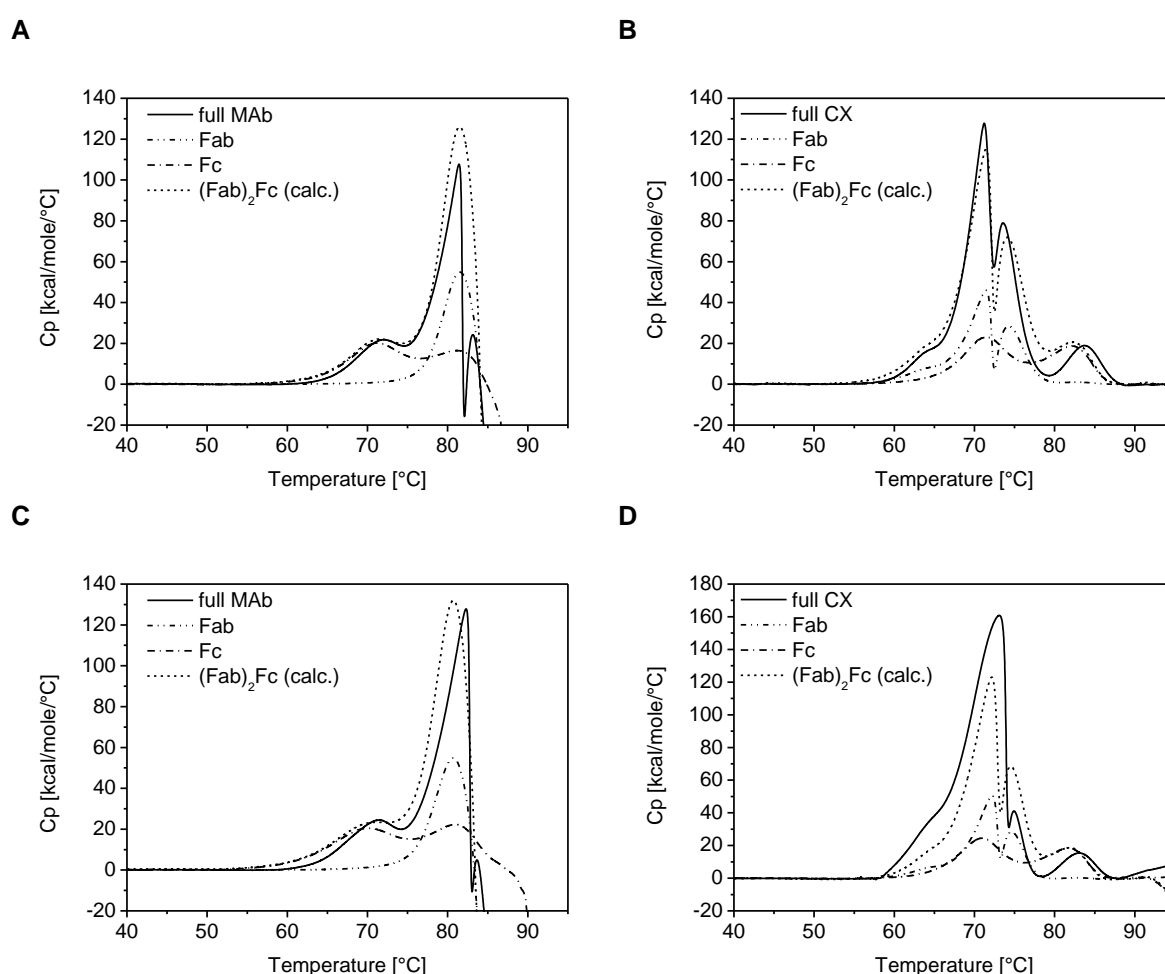 A
140
120
100
80
60
40
20
0
-20
Cp [kcal/mole/°C]
full MAb
Fab
Fc
(Fab)2Fc (calc.)
40 50 60 70 80 90
Temperature [°C]
B
140
120
100
80
60
40
20
0
-20
Cp [kcal/mole/°C]
full CX
Fab
Fc
(Fab)2Fc (calc.)
40 50 60 70 80 90
Temperature [°C]
C
140
120
100
80
60
40
20
0
-20
Cp [kcal/mole/°C]
full MAb
Fab
Fc
(Fab)2Fc (calc.)
40 50 60 70 80 90
Temperature [°C]
D
180
160
140
120
100
80
60
40
20
0
-20
Cp [kcal/mole/°C]
full CX
Fab
Fc
(Fab)2Fc (calc.)
40 50 60 70 80 90
Temperature [°C]